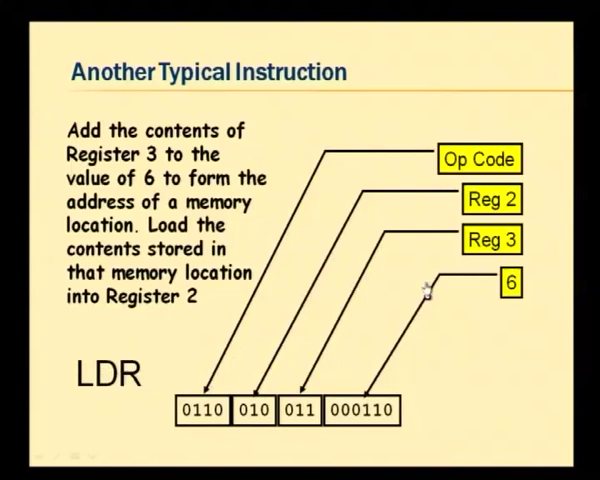 Another Typical Instruction
Add the contents of
Register 3 to the
value of 6 to form the
address of a memory
location. Load the
contents stored in
that memory location
into Register 2
Op Code
Reg 2
Reg 3
6
LDR
0110 010 011 000110